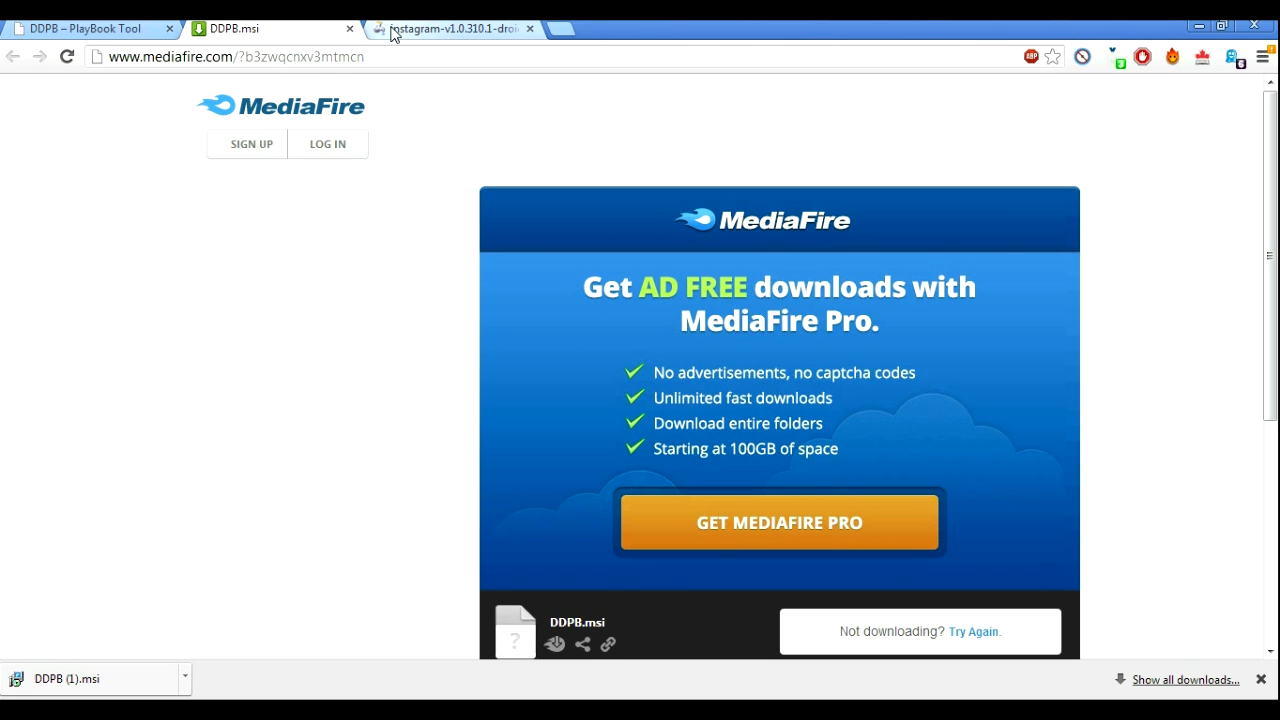 DDPB – PlayBook Tool
DDPB.msi
Instagram-v1.0.310.1-droi
www.mediafire.com/?b3zwqcnxv3mtmcn
ABP
MediaFire
SIGN UP
LOG IN
MediaFire
Get AD FREE downloads with
MediaFire Pro.
No advertisements, no captcha codes
Unlimited fast downloads
Download entire folders
Starting at 100GB of space
GET MEDIAFIRE PRO
DDPB.msi
?
Not downloading? Try Again.
DDPB (1).msi
Show all downloads...